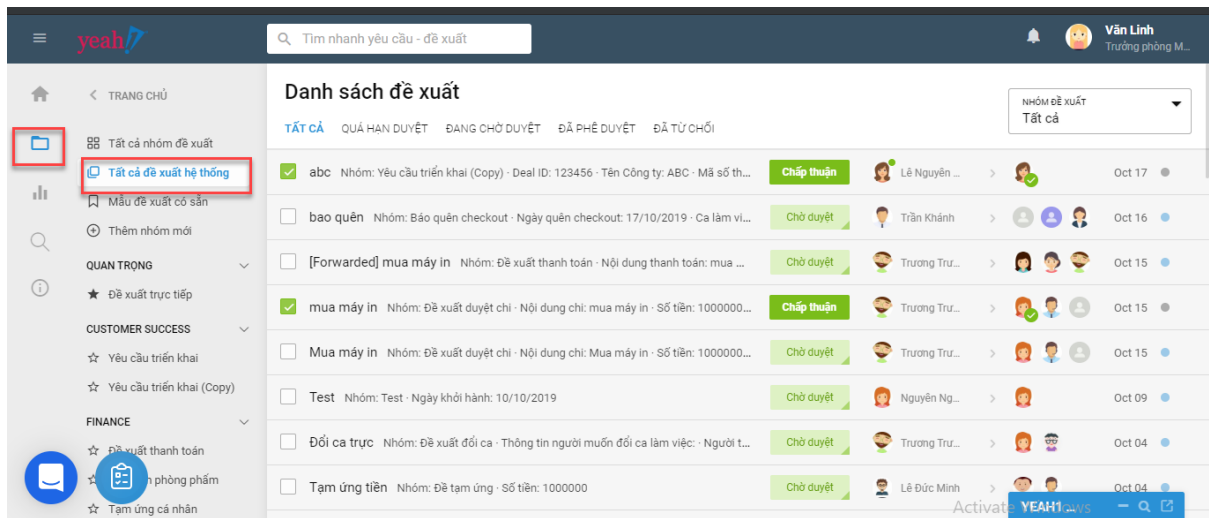 yeah1
Tìm nhanh yêu cầu - đề xuất
Văn Linh
Trưởng phòng M...
TRANG CHỦ
Tất cả nhóm đề xuất
Tất cả đề xuất hệ thống
Mẫu đề xuất có sẵn
Thêm nhóm mới
QUAN TRỌNG
Đề xuất trực tiếp
CUSTOMER SUCCESS
Yêu cầu triển khai
Yêu cầu triển khai (Copy)
FINANCE
Đề xuất thanh toán
phòng phẩm
Tạm ứng cá nhân
Danh sách đề xuất
NHÓM ĐỀ XUẤT
Tất cả
TẤT CẢ QUÁ HẠN DUYỆT ĐANG CHỜ DUYỆT ĐÃ PHÊ DUYỆT ĐÃ TỪ CHỐI
abc Nhóm: Yêu cầu triển khai (Copy) · Deal ID: 123456 · Tên Công ty: ABC · Mã số th... Chấp thuận Lê Nguyên ... > Oct 17
bao quên Nhóm: Báo quên checkout · Ngày quên checkout: 17/10/2019 · Ca làm vi... Chờ duyệt Trần Khánh > Oct 16
[Forwarded] mua máy in Nhóm: Đề xuất thanh toán · Nội dung thanh toán: mua ... Chờ duyệt Trương Trư... > Oct 15
mua máy in Nhóm: Đề xuất duyệt chi · Nội dung chi: mua máy in · Số tiền: 1000000... Chấp thuận Trương Trư... > Oct 15
Mua máy in Nhóm: Đề xuất duyệt chi · Nội dung chi: Mua máy in · Số tiền: 1000000... Chờ duyệt Trương Trư... > Oct 15
Test Nhóm: Test · Ngày khởi hành: 10/10/2019 Chờ duyệt Nguyên Ng... > Oct 09
Đổi ca trực Nhóm: Đề xuất đổi ca · Thông tin người muốn đổi ca làm việc: · Người t... Chờ duyệt Trương Trư... > Oct 04
Tạm ứng tiền Nhóm: Đề tạm ứng · Số tiền: 1000000 Chờ duyệt Lê Đức Minh > Oct 04
Activate
YEAH1 ...